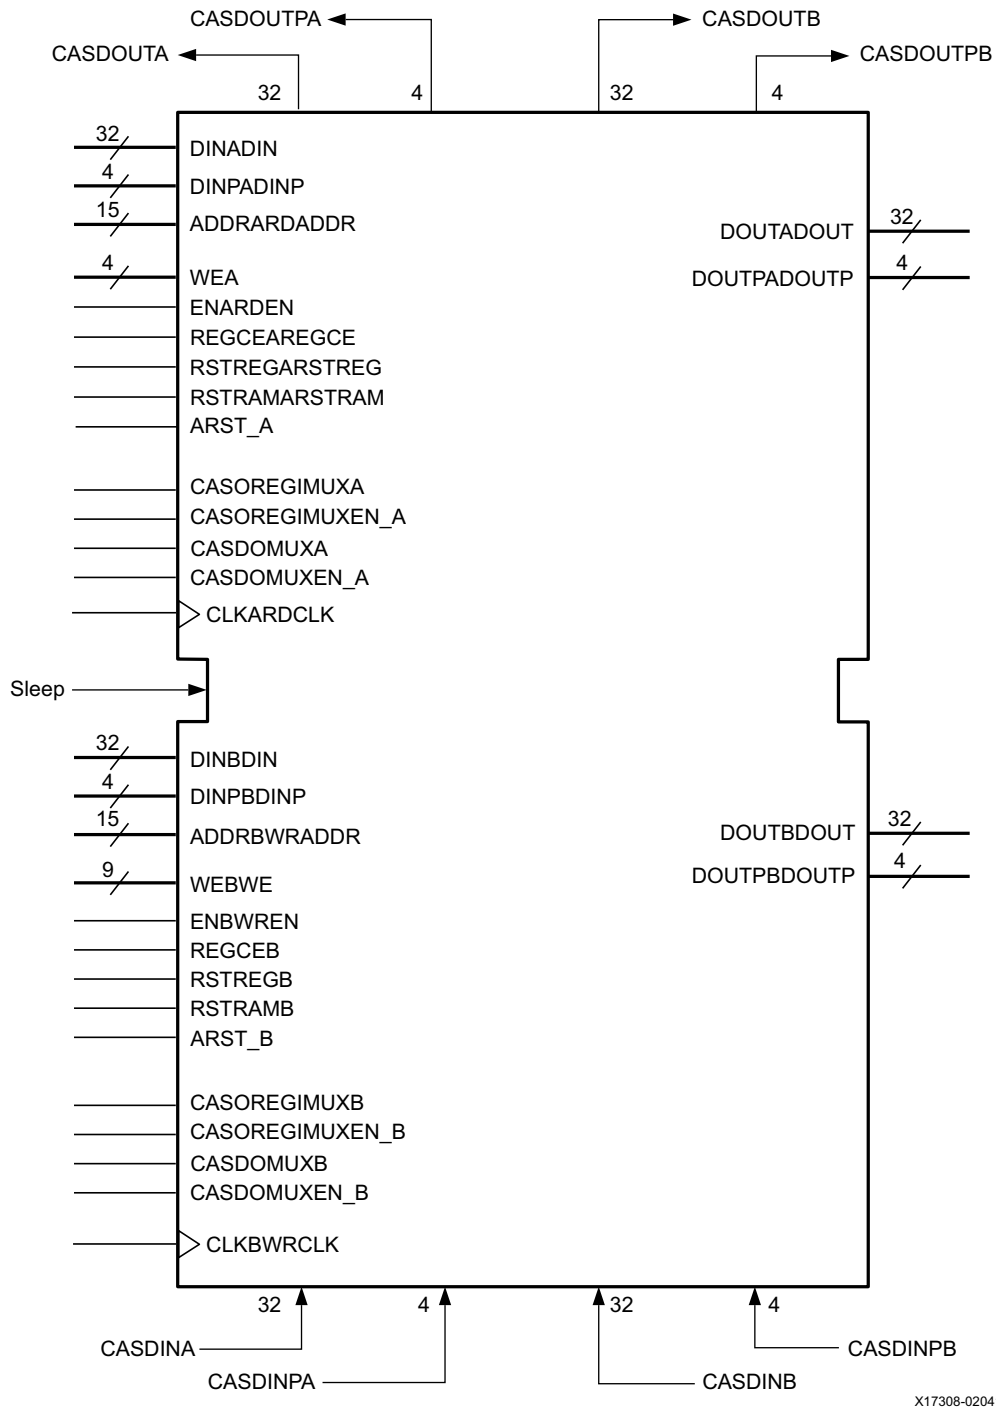 CASDOUTPA
CASDOUTB
CASDOUTA
CASDOUTPB
32 4 32 4
32 DINADIN
4 DINPADINP
15 ADDRARDADDR
DOUTADOUT 32
4 WEA
DOUTPADOUTP 4
ENARDEN
REGCEAREGCE
RSTREGARSTREG
RSTRAMARSTRAM
ARST_A
CASOREGIMUXA
CASOREGIMUXEN_A
CASDOMUXA
CASDOMUXEN_A
CLKARDCLK
Sleep
32 DINBDIN
4 DINPBDINP
15 ADDRBWRADDR
DOUTBDOUT 32
9 WEBWE
DOUTPBDOUTP 4
ENBWREN
REGCEB
RSTREGB
RSTRAMB
ARST_B
CASOREGIMUXB
CASOREGIMUXEN_B
CASDOMUXB
CASDOMUXEN_B
CLKBWRCLK
32 4 32 4
CASDINA
CASDINPB
CASDINPA
CASDINB
X17308-0204